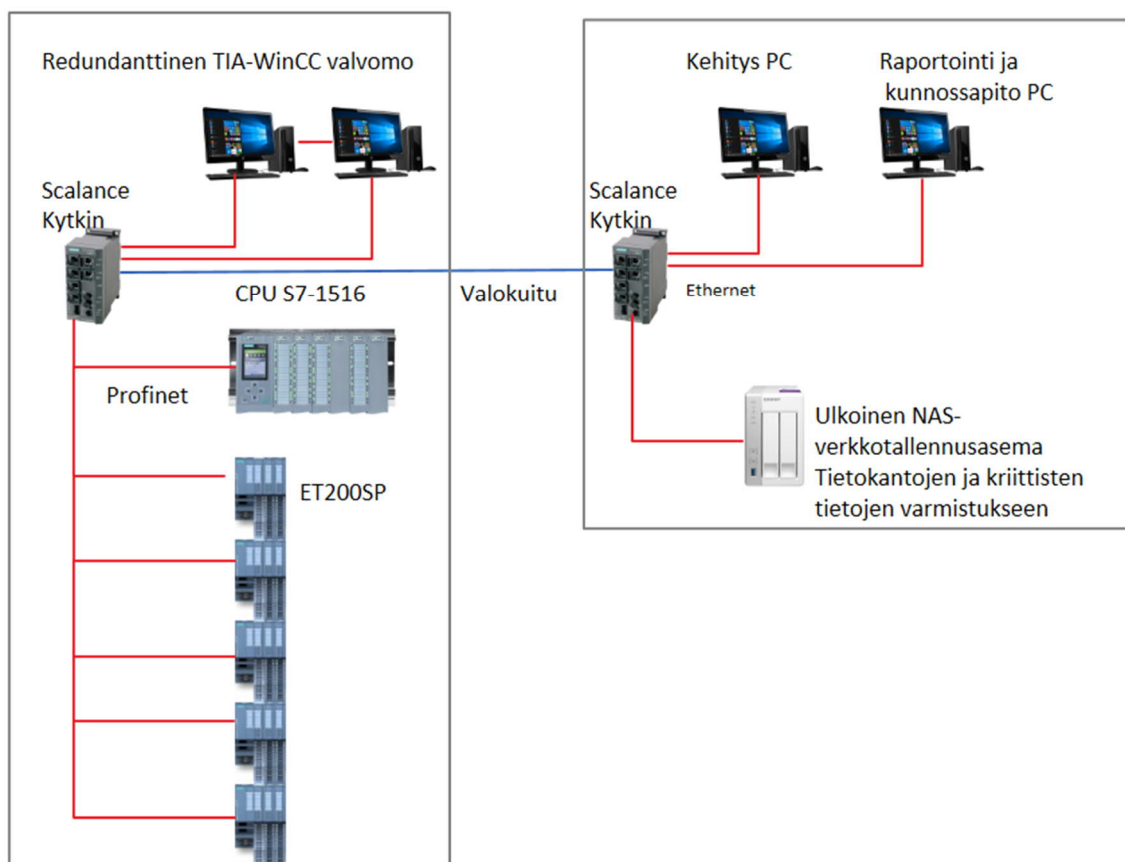 Redundanttinen TIA-WinCC valvomo
Scalance
Kytkin
CPU S7-1516
Profinet
ET200SP
Valokuitu
Kehitys PC
Raportointi ja
kunnossapito PC
Scalance
Kytkin
Ethernet
Ulkoinen NAS-
verkkotallennusasema
Tietokantojen ja kriittisten
tietojen varmistukseen